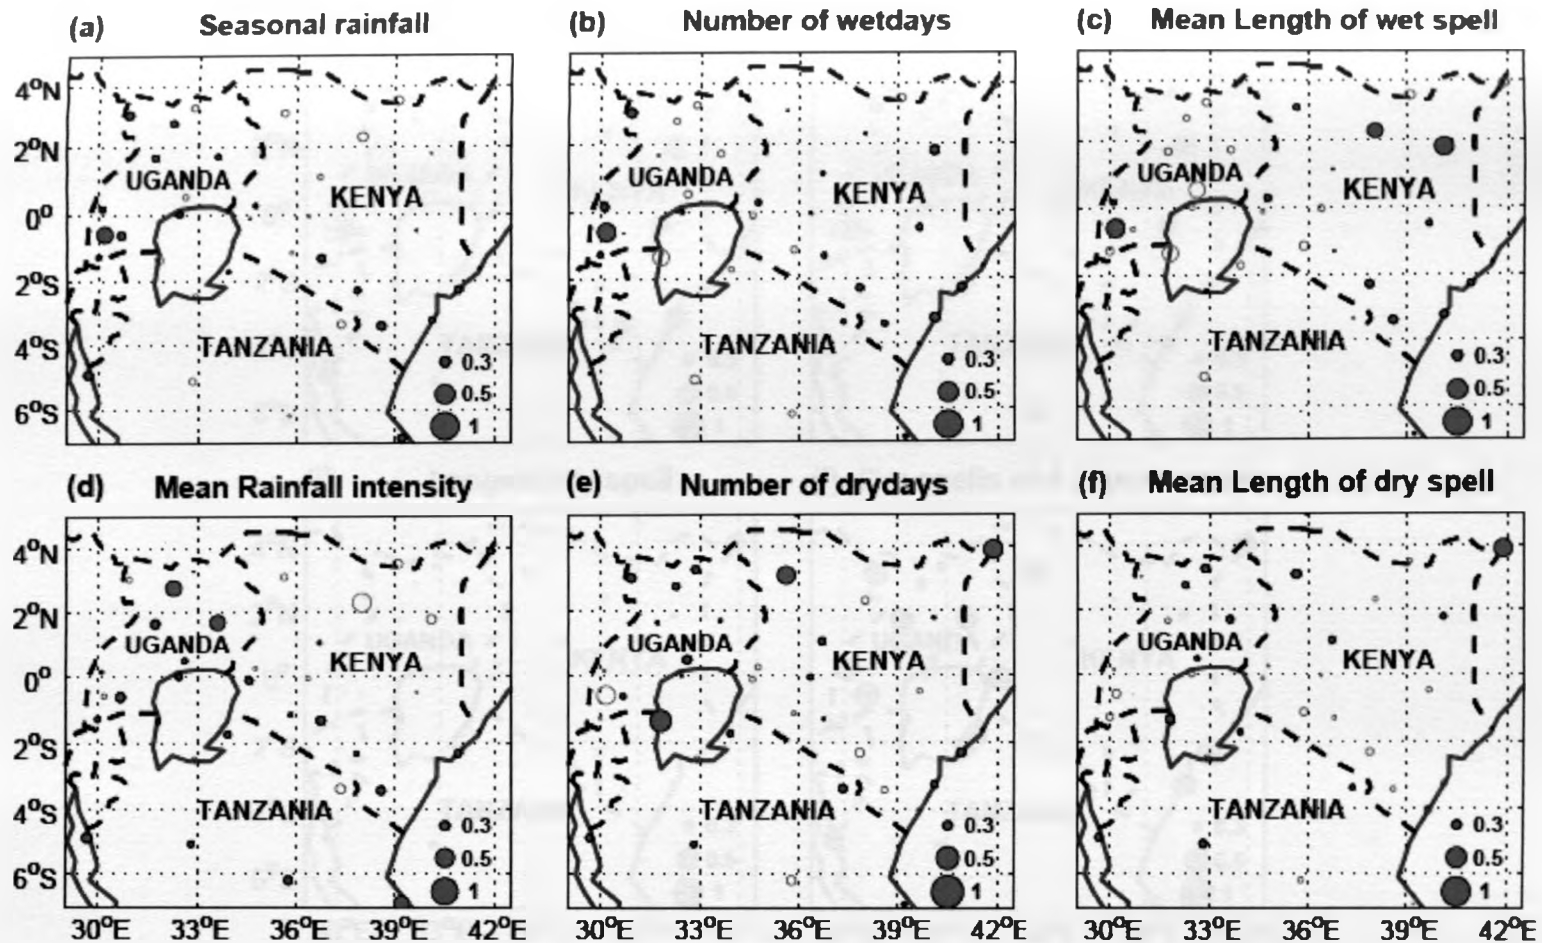 (a) Seasonal rainfall
(b) Number of wetdays
(c) Mean Length of wet spell
4°N
2°N
0°
2°S
4°S
6°S
UGANDA
KENYA
TANZANIA
0.3
0.5
1
UGANDA
KENYA
TANZANIA
0.3
0.5
1
UGANDA
KENYA
TANZANIA
0.3
0.5
1
(d) Mean Rainfall intensity
(e) Number of drydays
(f) Mean Length of dry spell
4°N
2°N
0°
2°S
4°S
6°S
UGANDA
KENYA
TANZANIA
0.3
0.5
1
UGANDA
KENYA
TANZANIA
0.3
0.5
1
UGANDA
KENYA
TANZANIA
0.3
0.5
1
30°E 33°E 36°E 39°E 42°E
30°E 33°E 36°E 39°E 42°E
30°E 33°E 36°E 39°E 42°E